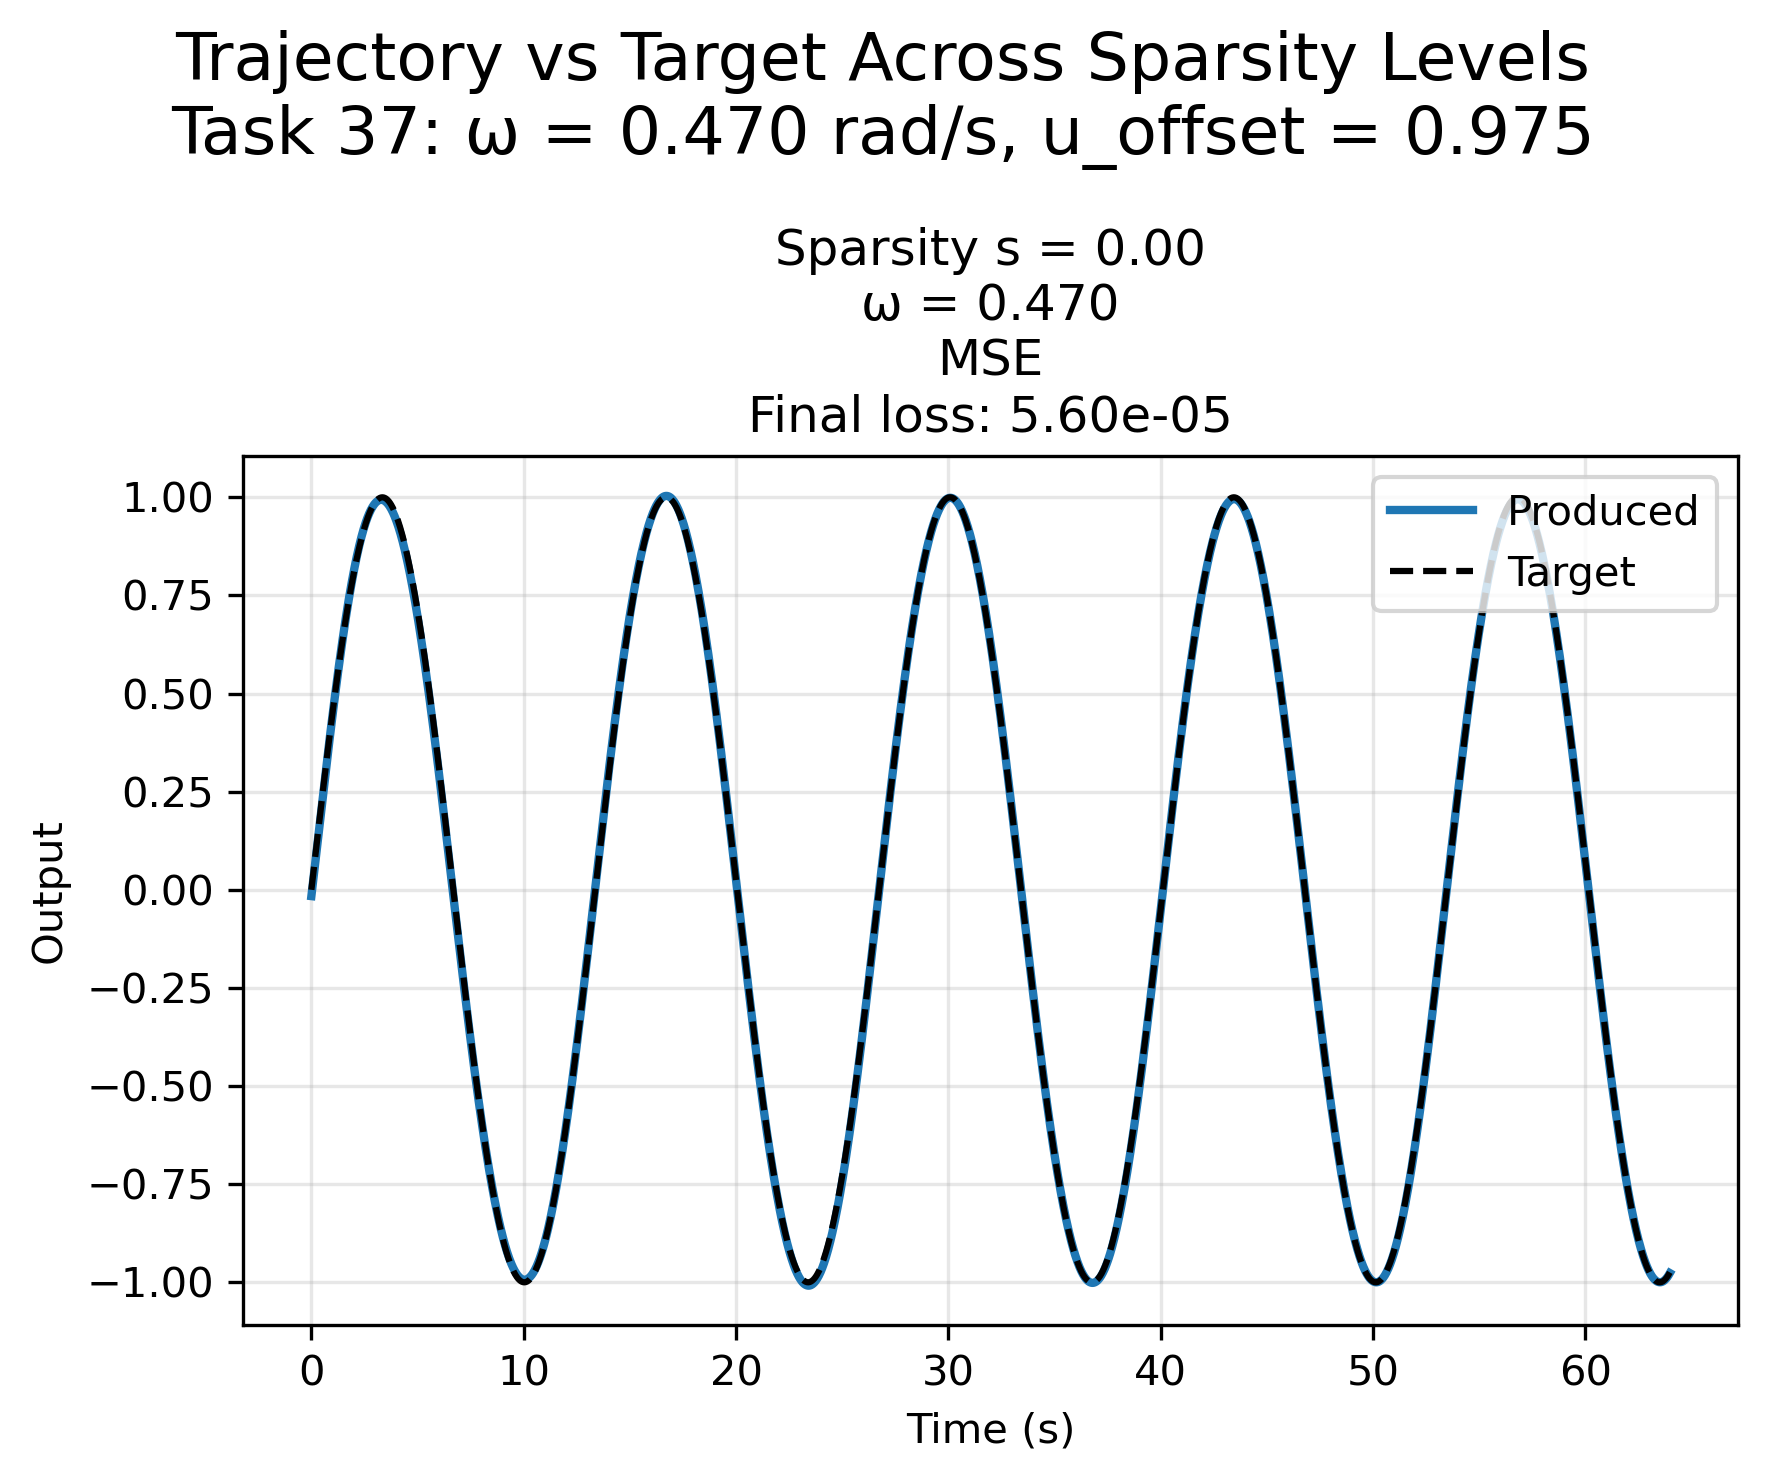 Trajectory vs Target Across Sparsity Levels
Task 37: ω = 0.470 rad/s, u_offset = 0.975
Sparsity s = 0.00
ω = 0.470
MSE
Final loss: 5.60e-05
1.00
0.75
0.50
0.25
0.00
−0.25
−0.50
−0.75
−1.00
Output
Produced
Target
0 10 20 30 40 50 60
Time (s)